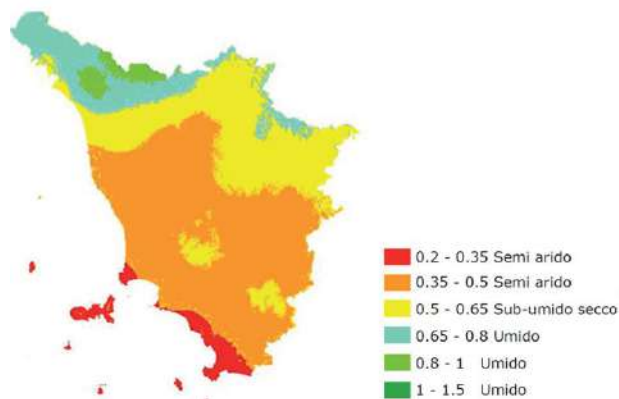 0.2 - 0.35 Semi arido
0.35 - 0.5 Semi arido
0.5 - 0.65 Sub-umido secco
0.65 - 0.8 Umido
0.8 - 1 Umido
1 - 1.5 Umido